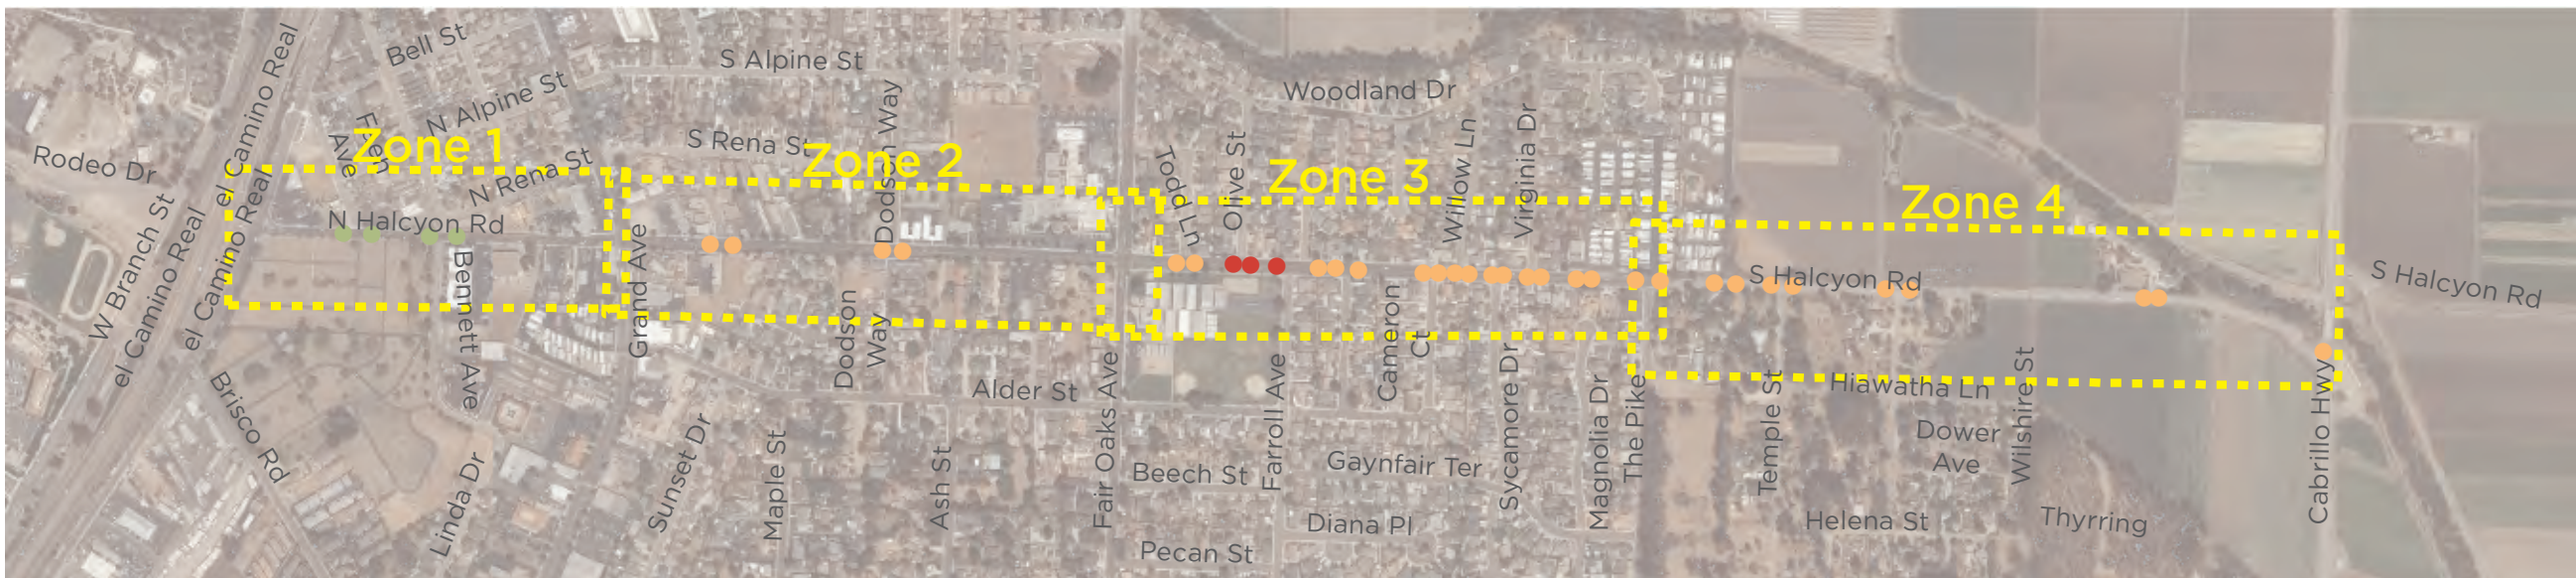 Bell St
S Alpine St
el Camino Real
N Alpine St
Woodland Dr
Dodson Way
F... Ave
Zone 1
S Rena St
Zone 2
Rodeo Dr
N Rena St
Todd Ln
Olive St
Zone 3
Willow Ln
Virginia Dr
Zone 4
N Halcyon Rd
el Camino Real
W Branch St
el Camino Real
Bennett Ave
Grand Ave
S Halcyon Rd
S Halcyon Rd
Dodson
Way
Cameron
Ct
Brisco Rd
Alder St
Fair Oaks Ave
Farroll Ave
Sycamore Dr
Magnolia Dr
The Pike
Temple St
Hiawatha Ln
Wilshire St
Cabrillo Hwy
Linda Dr
Sunset Dr
Maple St
Ash St
Beech St
Gaynfair Ter
Dower
Ave
Diana Pl
Helena St
Thyrring
Pecan St